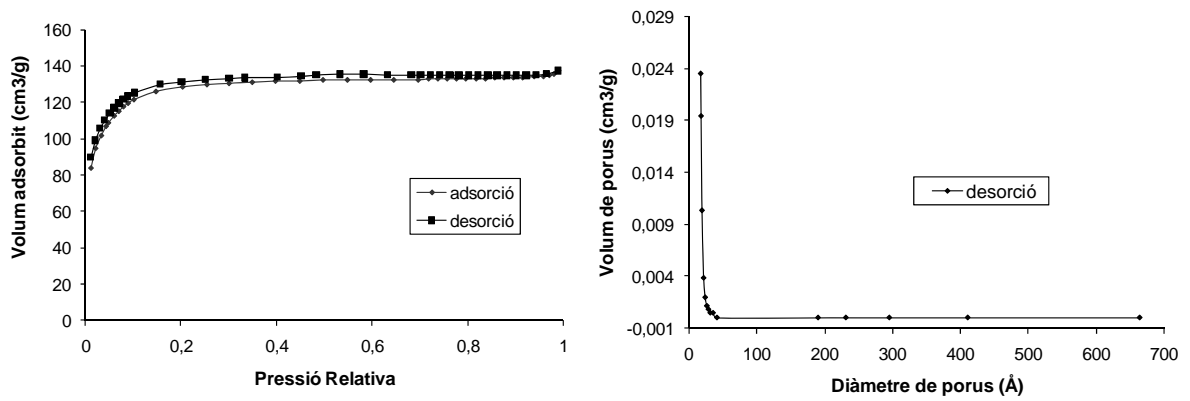 160
140
120
100
80
60
40
20
0
Volum adsorbit (cm3/g)
adsorció
desorció
0 0,2 0,4 0,6 0,8 1
Pressió Relativa
0,029
0,024
0,019
0,014
0,009
0,004
-0,001
Volum de porus (cm3/g)
desorció
0 100 200 300 400 500 600 700
Diàmetre de porus (Å)